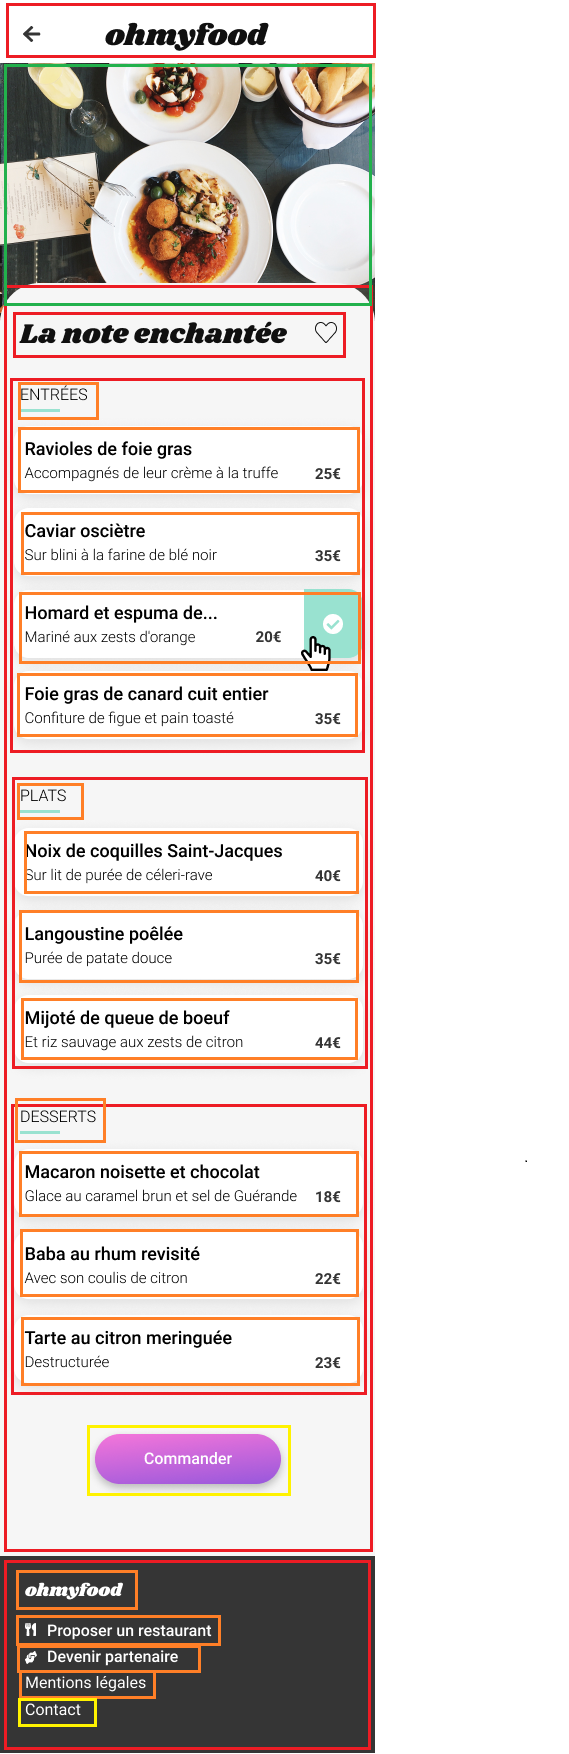 ohmyfood
La note enchantée
ENTRÉES
Ravioles de foie gras
Accompagnés de leur crème à la truffe 25€
Caviar osciètre
Sur blini à la farine de blé noir 35€
Homard et espuma de...
Mariné aux zests d'orange 20€
Foie gras de canard cuit entier
Confiture de figue et pain toasté 35€
PLATS
Noix de coquilles Saint-Jacques
Sur lit de purée de céleri-rave 40€
Langoustine poêlée
Purée de patate douce 35€
Mijoté de queue de boeuf
Et riz sauvage aux zests de citron 44€
DESSERTS
Macaron noisette et chocolat
Glace au caramel brun et sel de Guérande 18€
Baba au rhum revisité
Avec son coulis de citron 22€
Tarte au citron meringuée
Destructurée 23€
Commander
ohmyfood
Proposer un restaurant
Devenir partenaire
Mentions légales
Contact